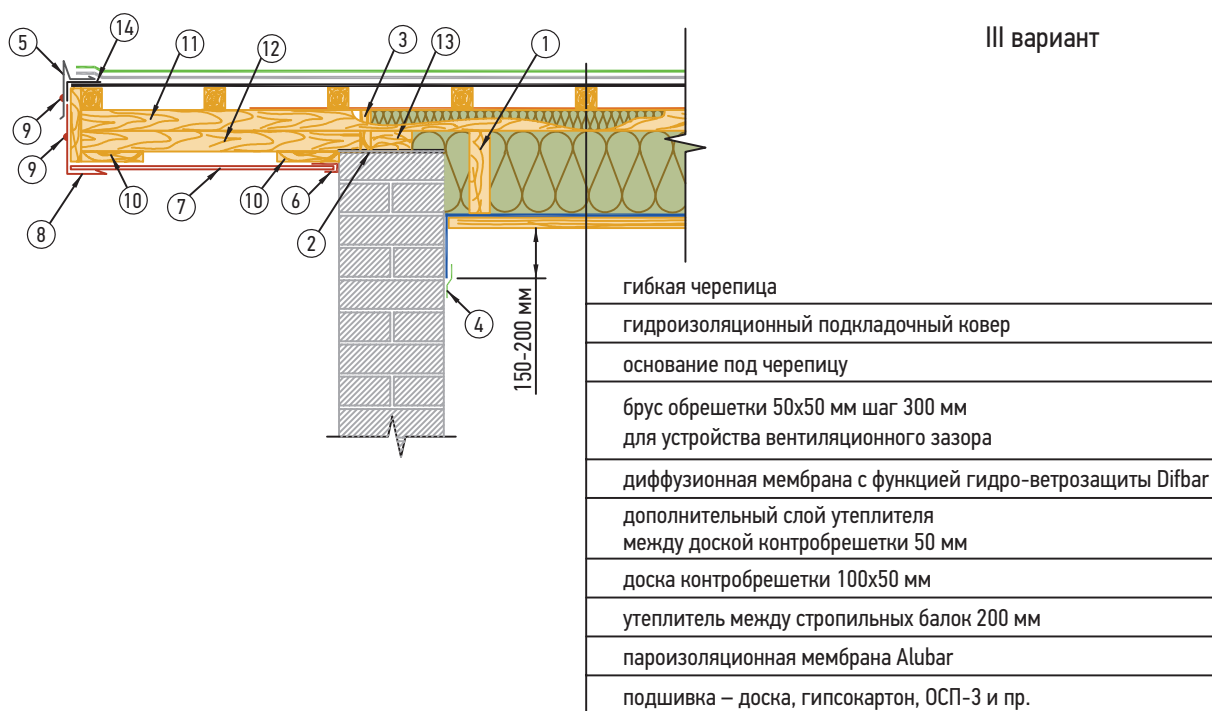 III вариант
5
14
11
12
3
13
1
9
9
8
10
7
10
6
2
4
150-200 мм
гибкая черепица
гидроизоляционный подкладочный ковер
основание под черепицу
брус обрешетки 50х50 мм шаг 300 мм
для устройства вентиляционного зазора
диффузионная мембрана с функцией гидро-ветрозащиты Difbar
дополнительный слой утеплителя
между доской контробрешетки 50 мм
доска контробрешетки 100х50 мм
утеплитель между стропильных балок 200 мм
пароизоляционная мембрана Alubar
подшивка – доска, гипсокартон, ОСП-3 и пр.